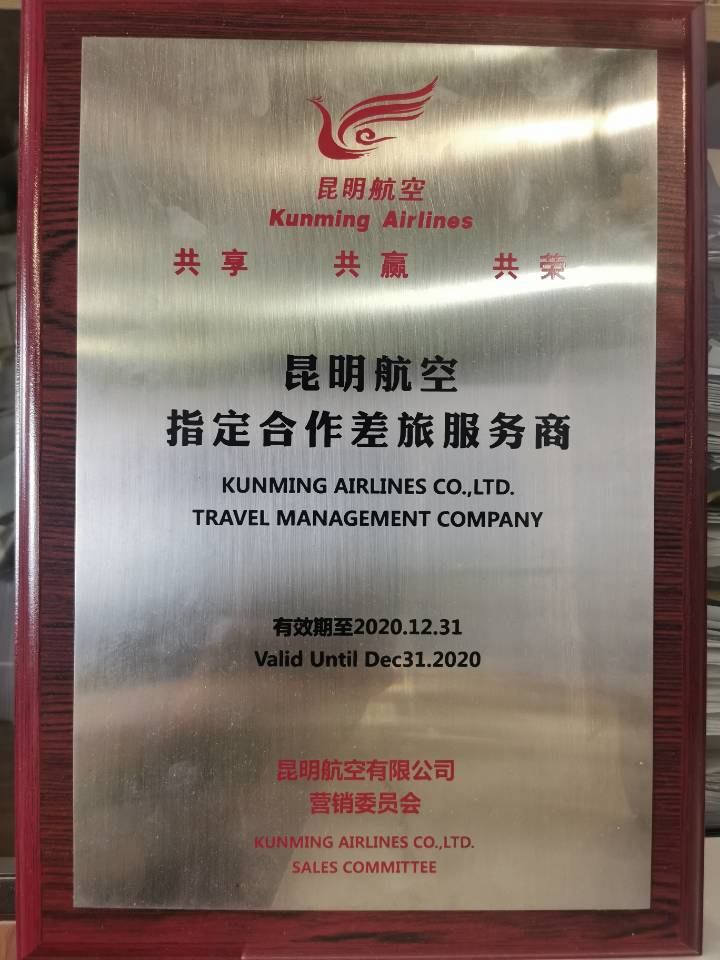 昆明航空
Kunming Airlines
共享 共赢 共荣
昆明航空
指定合作差旅服务商
KUNMING AIRLINES CO.,LTD.
TRAVEL MANAGEMENT COMPANY
有效期至2020.12.31
Valid Until Dec31.2020
昆明航空有限公司
营销委员会
KUNMING AIRLINES CO.,LTD.
SALES COMMITTEE